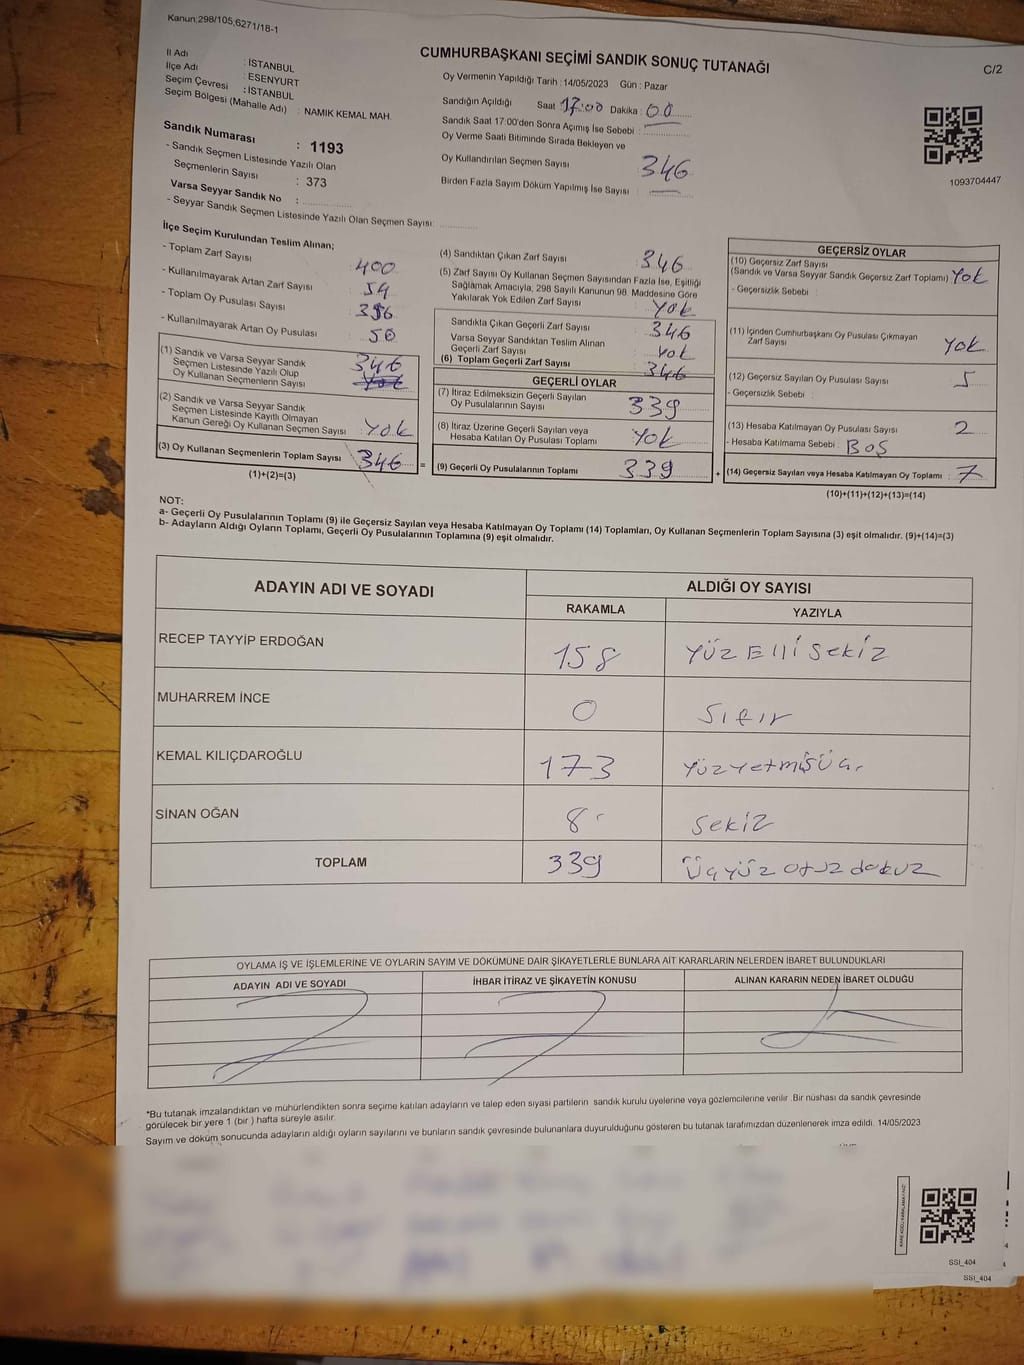 Kanun;298/105,6271/18-1
CUMHURBAŞKANI SEÇİMİ SANDIK SONUÇ TUTANAĞI
C/2
İl Adı : İSTANBUL
İlçe Adı : ESENYURT
Seçim Çevresi : İSTANBUL
Seçim Bölgesi (Mahalle Adı) : NAMIK KEMAL MAH.
Sandık Numarası : 1193
- Sandık Seçmen Listesinde Yazılı Olan
Seçmenlerin Sayısı : 373
Varsa Seyyar Sandık No :
- Seyyar Sandık Seçmen Listesinde Yazılı Olan Seçmen Sayısı:
Oy Vermenin Yapıldığı Tarih : 14/05/2023 Gün : Pazar
Sandığın Açıldığı Saat 17:00 Dakika : 00
Sandık Saat 17:00'den Sonra Açımış İse Sebebi :
Oy Verme Saati Bitiminde Sırada Bekleyen ve
Oy Kullandırılan Seçmen Sayısı 346
Birden Fazla Sayım Döküm Yapılmış İse Sayısı :
1093704447
İlçe Seçim Kurulundan Teslim Alınan;
- Toplam Zarf Sayısı 400
- Kullanılmayarak Artan Zarf Sayısı : 54
- Toplam Oy Pusulası Sayısı : 396
- Kullanılmayarak Artan Oy Pusulası : 50
(1) Sandık ve Varsa Seyyar Sandık
Seçmen Listesinde Yazılı Olup
Oy Kullanan Seçmenlerin Sayısı : 346
(2) Sandık ve Varsa Seyyar Sandık
Seçmen Listesinde Kayıtlı Olmayan
Kanun Gereği Oy Kullanan Seçmen Sayısı : YOK
(3) Oy Kullanan Seçmenlerin Toplam Sayısı : 346 =
(1)+(2)=(3)
(4) Sandıktan Çıkan Zarf Sayısı : 346
(5) Zarf Sayısı Oy Kullanan Seçmen Sayısından Fazla İse, Eşitliği
Sağlamak Amacıyla, 298 Sayılı Kanunun 98. Maddesine Göre
Yakılarak Yok Edilen Zarf Sayısı : YOK
Sandıkta Çıkan Geçerli Zarf Sayısı : 346
Varsa Seyyar Sandıktan Teslim Alınan
Geçerli Zarf Sayısı : YOK
(6) Toplam Geçerli Zarf Sayısı : 346
GEÇERLİ OYLAR
(7) İtiraz Edilmeksizin Geçerli Sayılan
Oy Pusulalarının Sayısı : 339
(8) İtiraz Üzerine Geçerli Sayılan veya
Hesaba Katılan Oy Pusulası Toplamı : YOK
(9) Geçerli Oy Pusulalarının Toplamı : 339 +
GEÇERSİZ OYLAR
(10) Geçersiz Zarf Sayısı
(Sandık ve Varsa Seyyar Sandık Geçersiz Zarf Toplamı) YOK
- Geçersizlik Sebebi :
(11) İçinden Cumhurbaşkanı Oy Pusulası Çıkmayan
Zarf Sayısı : YOK
(12) Geçersiz Sayılan Oy Pusulası Sayısı : 5
- Geçersizlik Sebebi :
(13) Hesaba Katılmayan Oy Pusulası Sayısı : 2
- Hesaba Katılmama Sebebi : BOŞ
(14) Geçersiz Sayılan veya Hesaba Katılmayan Oy Toplamı : 7
(10)+(11)+(12)+(13)=(14)
NOT:
a- Geçerli Oy Pusulalarının Toplamı (9) ile Geçersiz Sayılan veya Hesaba Katılmayan Oy Toplamı (14) Toplamları, Oy Kullanan Seçmenlerin Toplam Sayısına (3) eşit olmalıdır. (9)+(14)=(3)
b- Adayların Aldığı Oyların Toplamı, Geçerli Oy Pusulalarının Toplamına (9) eşit olmalıdır.
ADAYIN ADI VE SOYADI ALDIĞI OY SAYISI
RAKAMLA YAZIYLA
RECEP TAYYİP ERDOĞAN 158 YÜZ Elli Sekiz
MUHARREM İNCE 0 Sıfır
KEMAL KILIÇDAROĞLU 173 Yüzyetmişüç
SİNAN OĞAN 8 Sekiz
TOPLAM 339 Üçyüz otuz dokuz
OYLAMA İŞ VE İŞLEMLERİNE VE OYLARIN SAYIM VE DÖKÜMÜNE DAİR ŞİKAYETLERLE BUNLARA AİT KARARLARIN NELERDEN İBARET BULUNDUKLARI
ADAYIN ADI VE SOYADI İHBAR İTİRAZ VE ŞİKAYETİN KONUSU ALINAN KARARIN NEDEN İBARET OLDUĞU
*Bu tutanak imzalandıktan ve mühürlendikten sonra seçime katılan adayların ve talep eden siyasi partilerin sandık kurulu üyelerine veya gözlemcilerine verilir. Bir nüshası da sandık çevresinde
görülecek bir yere 1 (bir ) hafta süreyle asılır.
Sayım ve döküm sonucunda adayların aldığı oyların sayılarını ve bunların sandık çevresinde bulunanlara duyurulduğunu gösteren bu tutanak tarafımızdan düzenlenerek imza edildi. 14/05/2023
SSI_404
SSI_404